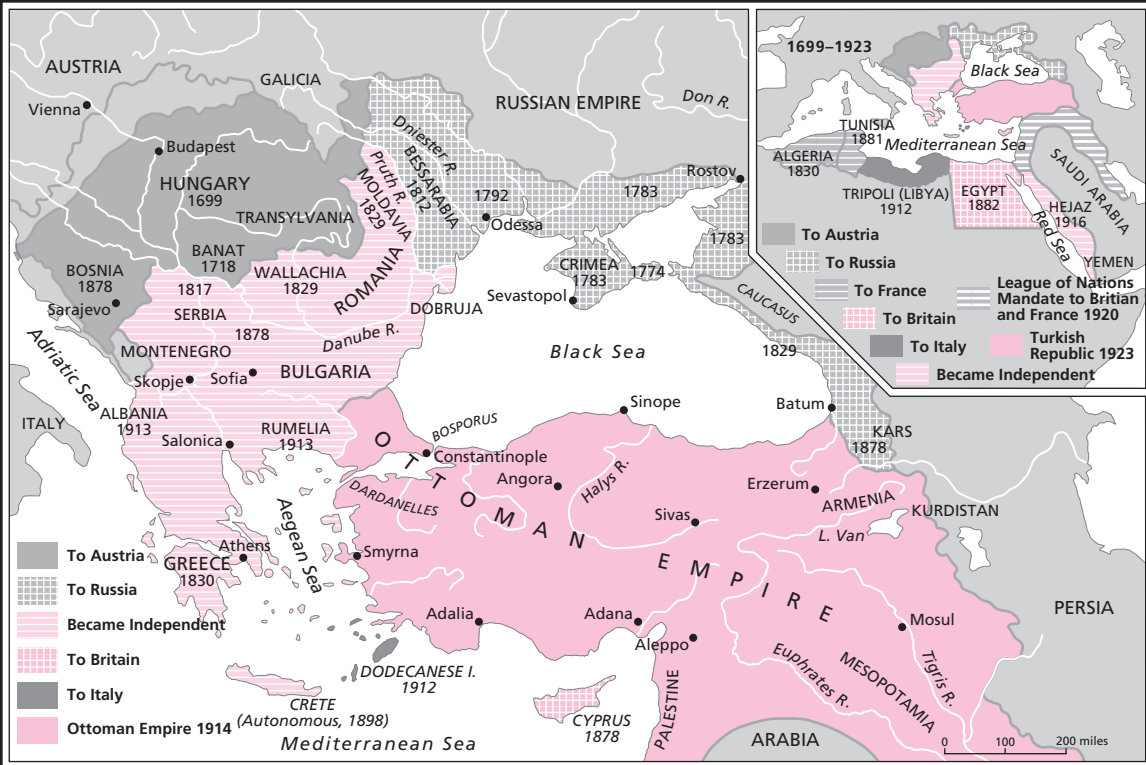 AUSTRIA
Vienna
GALICIA
RUSSIAN EMPIRE
Don R.
Budapest
HUNGARY
1699
TRANSYLVANIA
BANAT
1718
Dniester R.
BESSARABIA
1812
Pruth R.
MOLDAVIA
1829
1792
Odessa
1783
Rostov
1783
BOSNIA
1878
Sarajevo
1817
SERBIA
1878
WALLACHIA
1829
ROMANIA
DOBRUJA
Danube R.
CRIMEA
1783
1774
Sevastopol
CAUCASUS
1829
Adriatic Sea
MONTENEGRO
Skopje
Sofia
BULGARIA
Black Sea
ITALY
ALBANIA
1913
Salonica
RUMELIA
1913
BOSPORUS
Constantinople
Sinope
Batum
KARS
1878
DARDANELLES
Angora
Halys R.
Erzerum
ARMENIA
KURDISTAN
Sivas
L. Van
OTTOMAN EMPIRE
Aegean Sea
Athens
GREECE
1830
Smyrna
Adalia
Adana
Aleppo
Mosul
PERSIA
DODECANESE I.
1912
CRETE
(Autonomous, 1898)
Mediterranean Sea
CYPRUS
1878
PALESTINE
Euphrates R.
MESOPOTAMIA
Tigris R.
ARABIA
0 100 200 miles
To Austria
To Russia
Became Independent
To Britain
To Italy
Ottoman Empire 1914
1699–1923
Black Sea
TUNISIA
1881
Mediterranean Sea
ALGERIA
1830
TRIPOLI (LIBYA)
1912
EGYPT
1882
SAUDI ARABIA
HEJAZ
1916
Red Sea
YEMEN
To Austria
To Russia
To France
To Britain
To Italy
League of Nations
Mandate to Britian
and France 1920
Turkish
Republic 1923
Became Independent